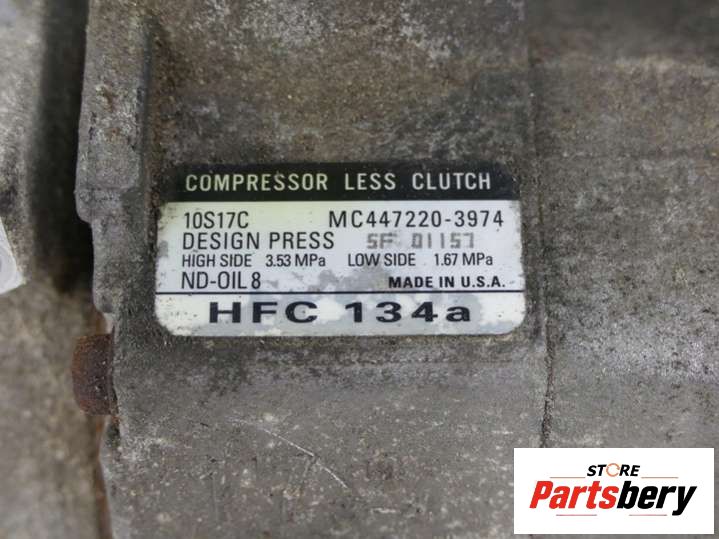 COMPRESSOR LESS CLUTCH
10S17C MC447220-3974
DESIGN PRESS SF 01157
HIGH SIDE 3.53 MPa LOW SIDE 1.67 MPa
ND-OIL 8 MADE IN U.S.A.
HFC 134a
STORE
Partsbery